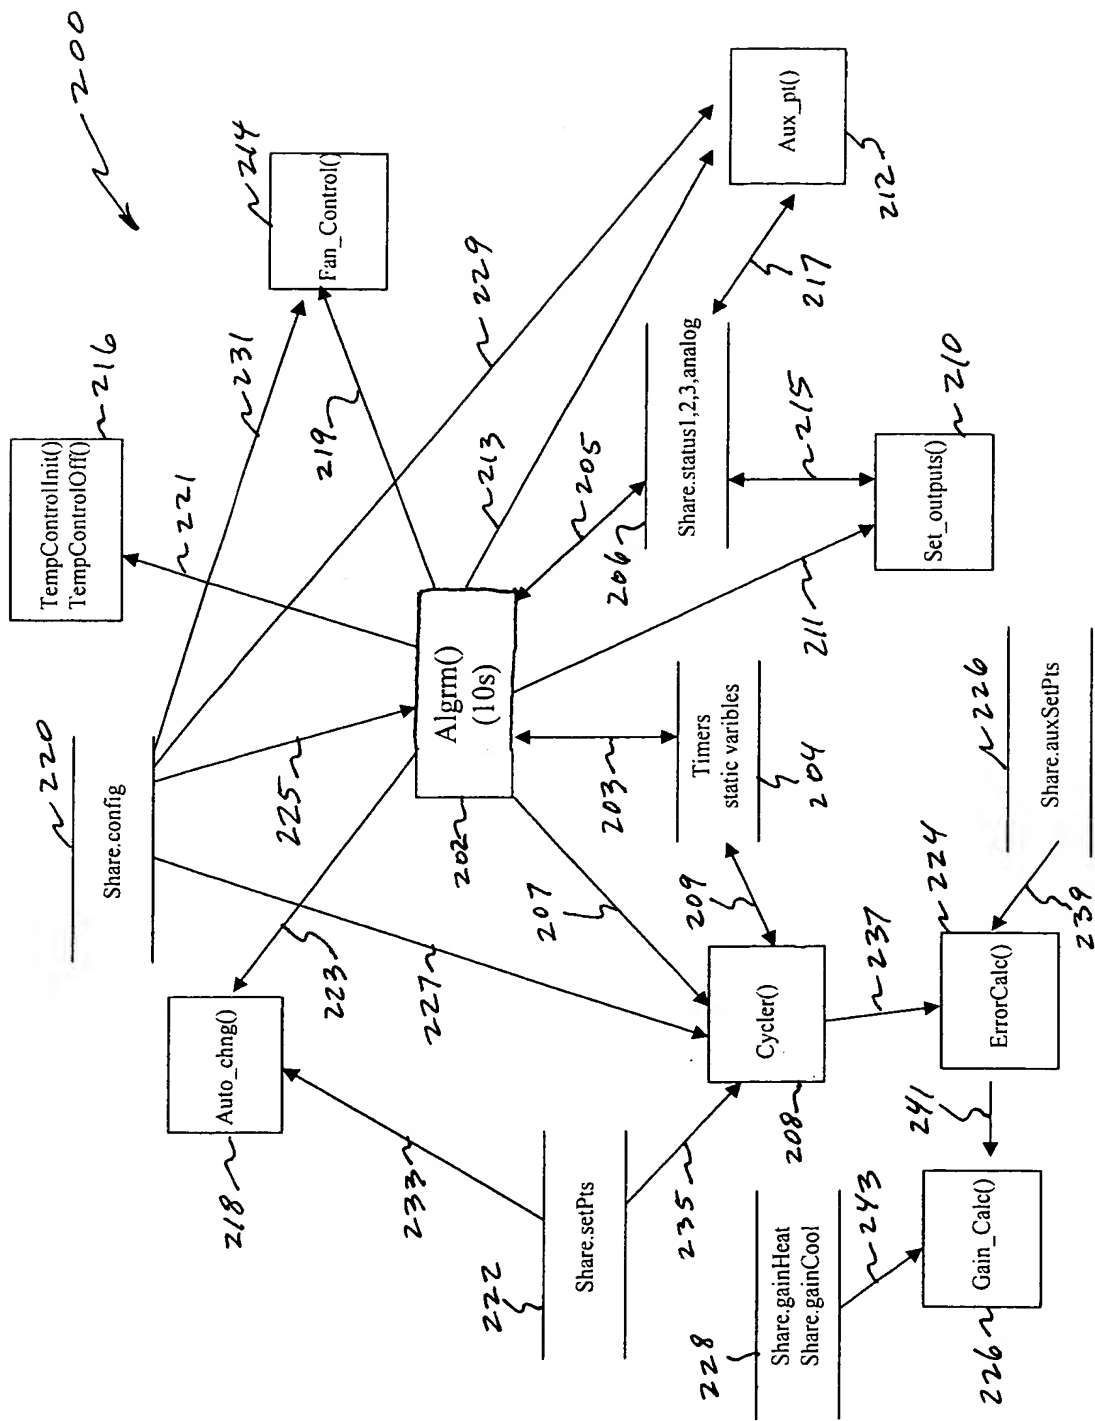 200
220
Share.config
TempControlInit()
TempControlOff()
216
Fan_Control()
214
231
221
219
229
225
Auto_chng()
218
223
227
Algrm()
(10s)
202
213
205
206
Share.status1,2,3,analog
217
Aux_pt()
212
233
207
203
211
215
222
Share.setPts
235
209
Timers
static varibles
204
Set_outputs()
210
Cycler()
208
237
226
Share.auxSetPts
239
224
ErrorCalc()
241
228
Share.gainHeat
Share.gainCool
243
Gain_Calc()
226